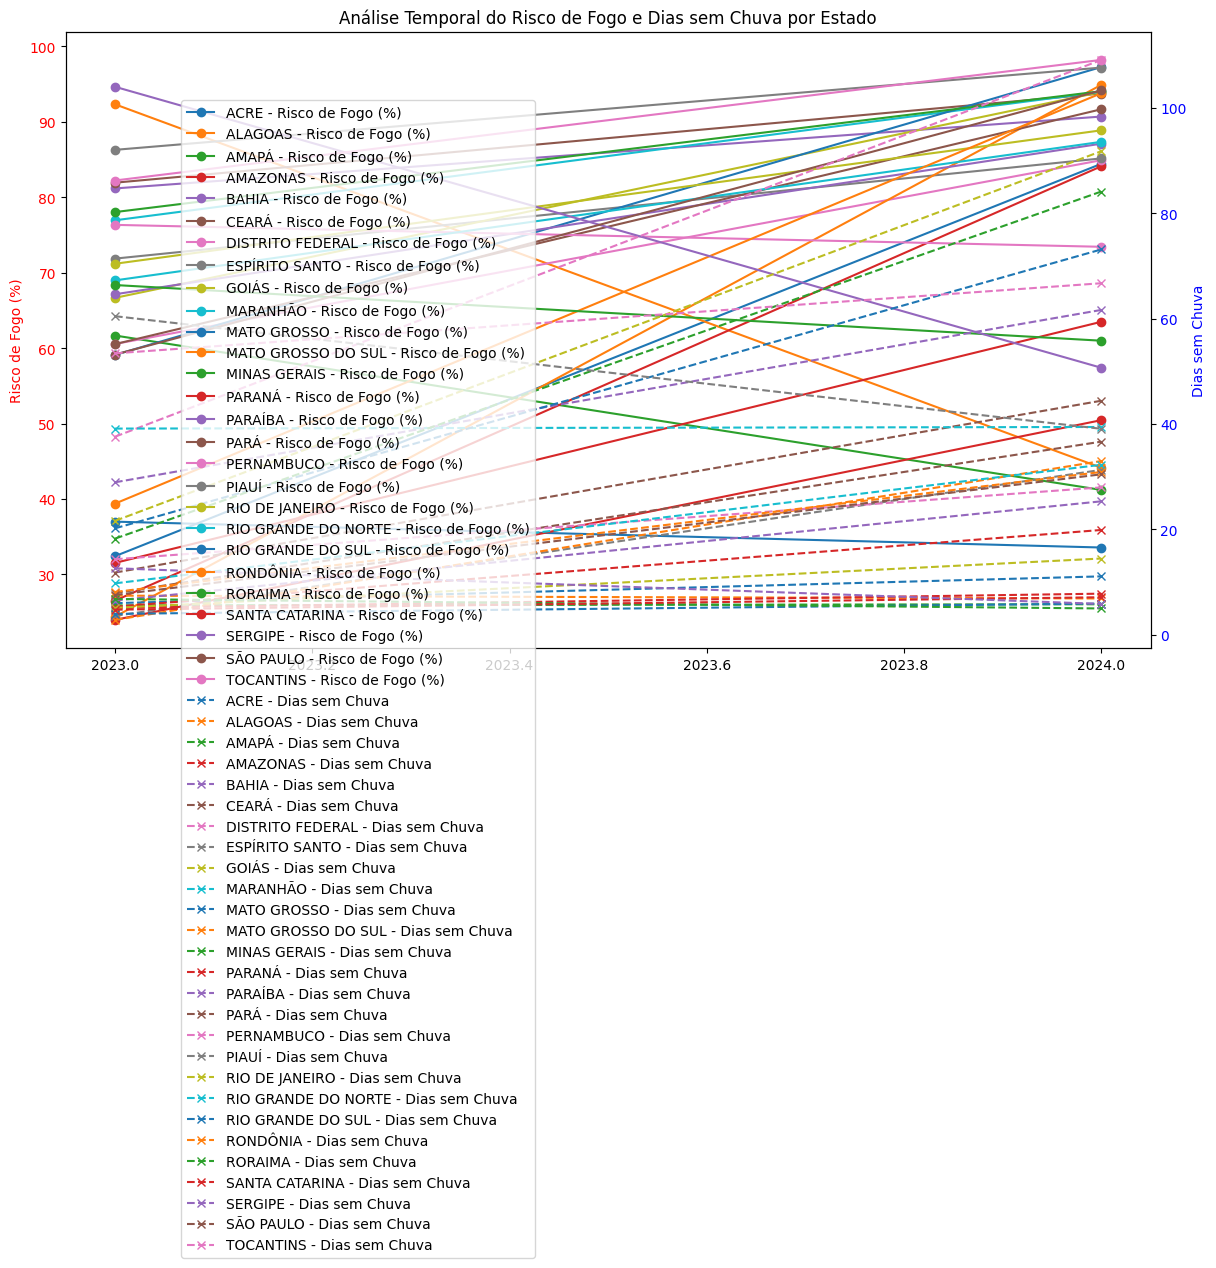 Análise Temporal do Risco de Fogo e Dias sem Chuva por Estado
Risco de Fogo (%)
100
90
80
70
60
50
40
30
Dias sem Chuva
100
80
60
40
20
0
2023.0
2023.2
2023.4
2023.6
2023.8
2024.0
ACRE - Risco de Fogo (%)
ALAGOAS - Risco de Fogo (%)
AMAPÁ - Risco de Fogo (%)
AMAZONAS - Risco de Fogo (%)
BAHIA - Risco de Fogo (%)
CEARÁ - Risco de Fogo (%)
DISTRITO FEDERAL - Risco de Fogo (%)
ESPÍRITO SANTO - Risco de Fogo (%)
GOIÁS - Risco de Fogo (%)
MARANHÃO - Risco de Fogo (%)
MATO GROSSO - Risco de Fogo (%)
MATO GROSSO DO SUL - Risco de Fogo (%)
MINAS GERAIS - Risco de Fogo (%)
PARANÁ - Risco de Fogo (%)
PARAÍBA - Risco de Fogo (%)
PARÁ - Risco de Fogo (%)
PERNAMBUCO - Risco de Fogo (%)
PIAUÍ - Risco de Fogo (%)
RIO DE JANEIRO - Risco de Fogo (%)
RIO GRANDE DO NORTE - Risco de Fogo (%)
RIO GRANDE DO SUL - Risco de Fogo (%)
RONDÔNIA - Risco de Fogo (%)
RORAIMA - Risco de Fogo (%)
SANTA CATARINA - Risco de Fogo (%)
SERGIPE - Risco de Fogo (%)
SÃO PAULO - Risco de Fogo (%)
TOCANTINS - Risco de Fogo (%)
ACRE - Dias sem Chuva
ALAGOAS - Dias sem Chuva
AMAPÁ - Dias sem Chuva
AMAZONAS - Dias sem Chuva
BAHIA - Dias sem Chuva
CEARÁ - Dias sem Chuva
DISTRITO FEDERAL - Dias sem Chuva
ESPÍRITO SANTO - Dias sem Chuva
GOIÁS - Dias sem Chuva
MARANHÃO - Dias sem Chuva
MATO GROSSO - Dias sem Chuva
MATO GROSSO DO SUL - Dias sem Chuva
MINAS GERAIS - Dias sem Chuva
PARANÁ - Dias sem Chuva
PARAÍBA - Dias sem Chuva
PARÁ - Dias sem Chuva
PERNAMBUCO - Dias sem Chuva
PIAUÍ - Dias sem Chuva
RIO DE JANEIRO - Dias sem Chuva
RIO GRANDE DO NORTE - Dias sem Chuva
RIO GRANDE DO SUL - Dias sem Chuva
RONDÔNIA - Dias sem Chuva
RORAIMA - Dias sem Chuva
SANTA CATARINA - Dias sem Chuva
SERGIPE - Dias sem Chuva
SÃO PAULO - Dias sem Chuva
TOCANTINS - Dias sem Chuva